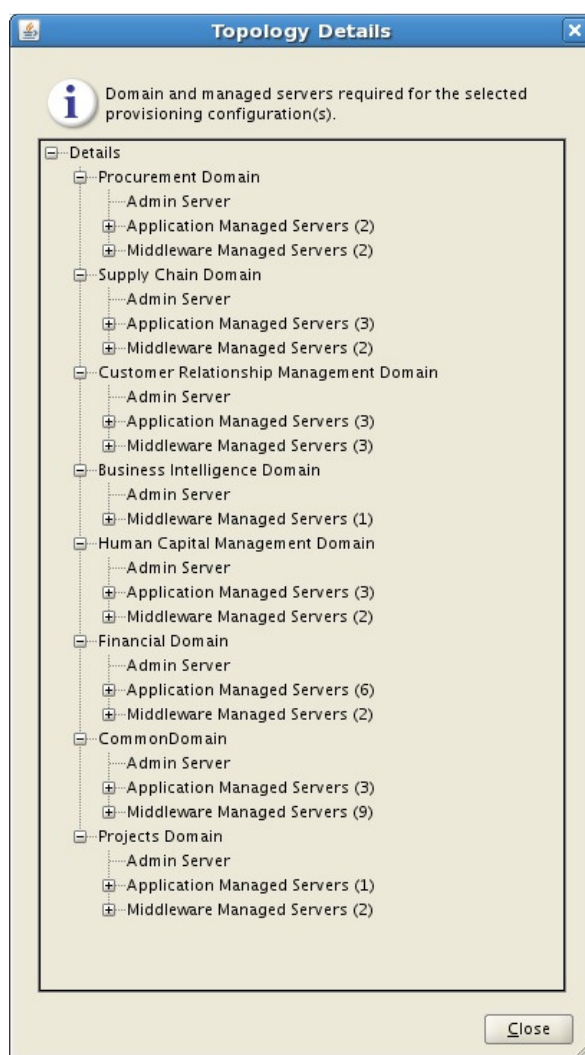 Topology Details
Domain and managed servers required for the selected
provisioning configuration(s).
Details
Procurement Domain
Admin Server
Application Managed Servers (2)
Middleware Managed Servers (2)
Supply Chain Domain
Admin Server
Application Managed Servers (3)
Middleware Managed Servers (2)
Customer Relationship Management Domain
Admin Server
Application Managed Servers (3)
Middleware Managed Servers (3)
Business Intelligence Domain
Admin Server
Middleware Managed Servers (1)
Human Capital Management Domain
Admin Server
Application Managed Servers (3)
Middleware Managed Servers (2)
Financial Domain
Admin Server
Application Managed Servers (6)
Middleware Managed Servers (2)
CommonDomain
Admin Server
Application Managed Servers (3)
Middleware Managed Servers (9)
Projects Domain
Admin Server
Application Managed Servers (1)
Middleware Managed Servers (2)
Close